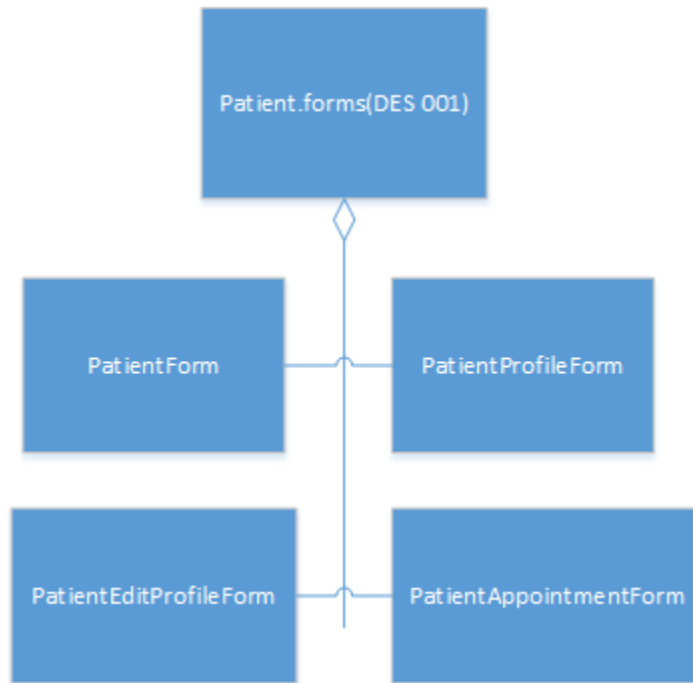 Patient.forms(DES 001)
PatientForm
PatientProfileForm
PatientEditProfileForm
PatientAppointmentForm